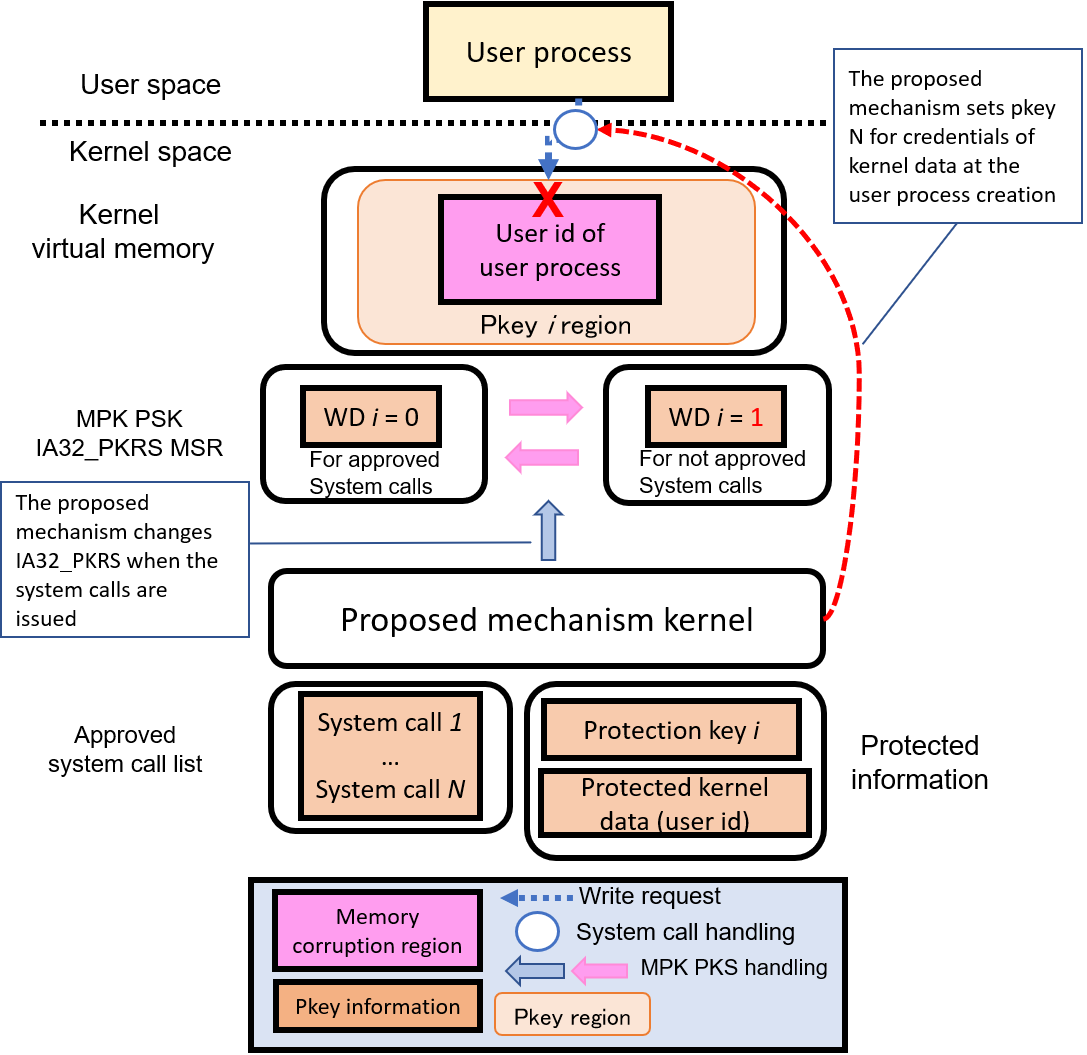 User process
User space
Kernel space
The proposed
mechanism sets pkey
N for credentials of
kernel data at the
user process creation
Kernel
virtual memory
X
User id of
user process
Pkey i region
MPK PSK
IA32_PKRS MSR
WD i = 0
For approved
System calls
WD i = 1
For not approved
System calls
The proposed
mechanism changes
IA32_PKRS when the
system calls are
issued
Proposed mechanism kernel
Approved
system call list
System call 1
...
System call N
Protection key i
Protected kernel
data (user id)
Protected
information
Memory
corruption region
Pkey information
Write request
System call handling
MPK PKS handling
Pkey region